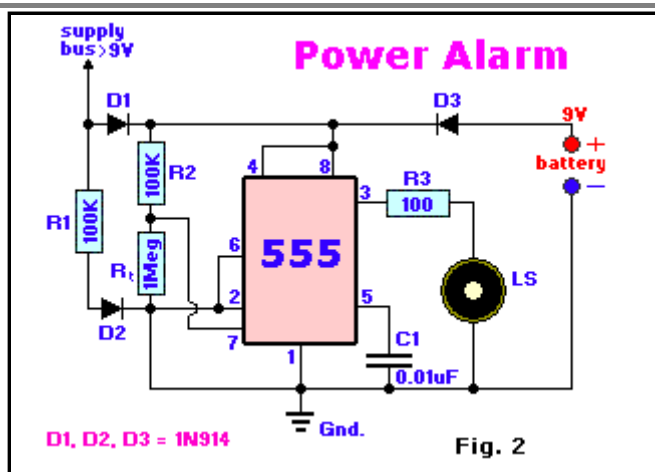 supply
bus>9V
Power Alarm
D1
D3
9V
+
battery
−
R2
100K
4
8
3
R3
100
R1
100K
555
6
Rt
1Meg
LS
2
5
D2
7
C1
1
0.01uF
Gnd.
D1, D2, D3 = 1N914
Fig. 2